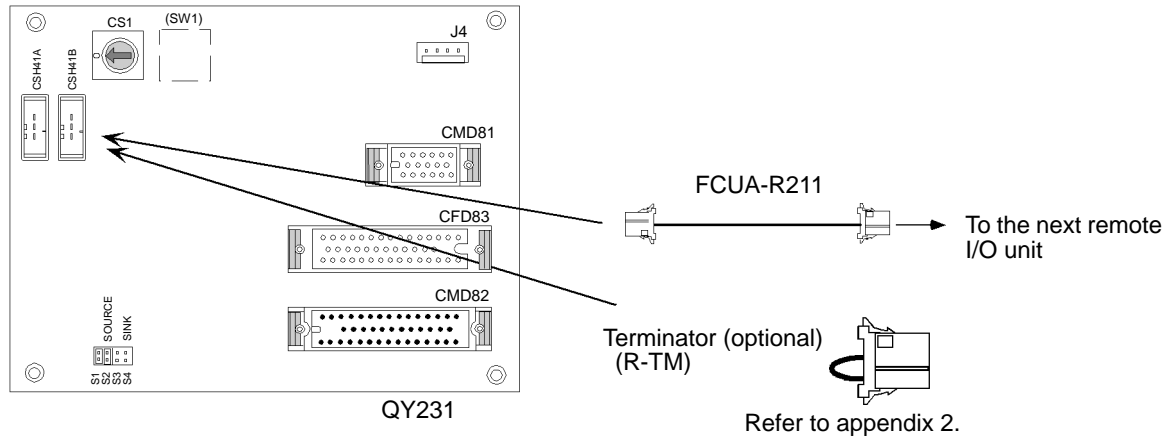 CS1
(SW1)
J4
CSH41A
CSH41B
CMD81
FCUA-R211
CFD83
To the next remote
I/O unit
CMD82
SOURCE
SINK
Terminator (optional)
(R-TM)
S1
S2
S3
S4
QY231
Refer to appendix 2.